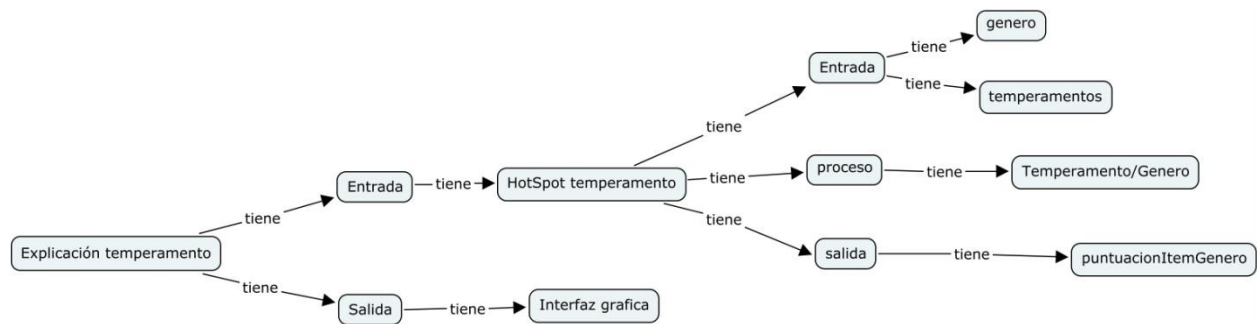 genero
tiene
Entrada
tiene
temperamentos
tiene
proceso
tiene
Temperamento/Genero
Entrada
tiene
HotSpot temperamento
tiene
tiene
Explicación temperamento
tiene
salida
tiene
puntuacionItemGenero
tiene
Salida
tiene
Interfaz grafica